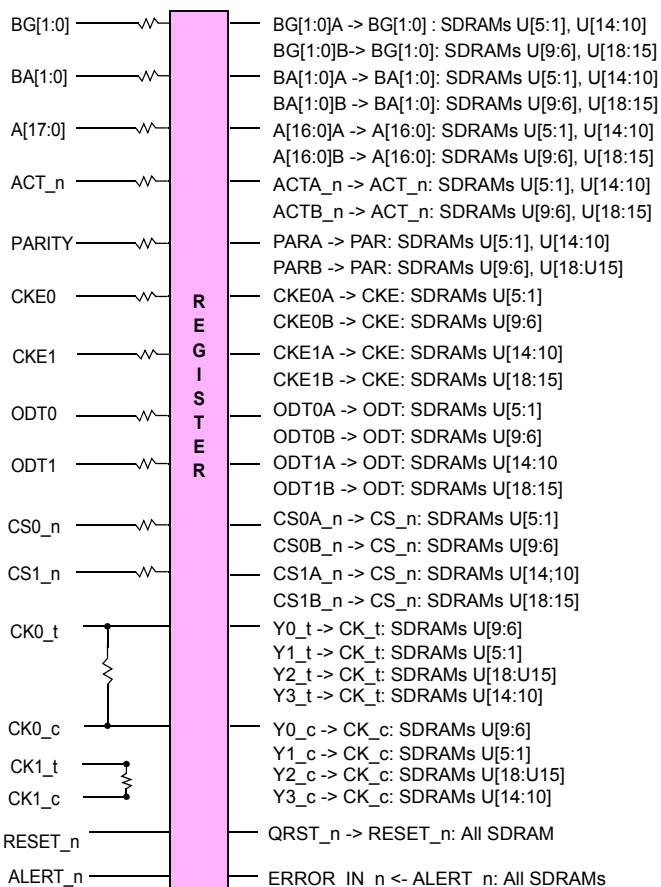 BG[1:0]
BG[1:0]A -> BG[1:0] : SDRAMs U[5:1], U[14:10]
BG[1:0]B-> BG[1:0]: SDRAMs U[9:6], U[18:15]
BA[1:0]
BA[1:0]A -> BA[1:0]: SDRAMs U[5:1], U[14:10]
BA[1:0]B -> BA[1:0]: SDRAMs U[9:6], U[18:15]
A[17:0]
A[16:0]A -> A[16:0]: SDRAMs U[5:1], U[14:10]
A[16:0]B -> A[16:0]: SDRAMs U[9:6], U[18:15]
ACT_n
ACTA_n -> ACT_n: SDRAMs U[5:1], U[14:10]
ACTB_n -> ACT_n: SDRAMs U[9:6], U[18:15]
PARITY
PARA -> PAR: SDRAMs U[5:1], U[14:10]
PARB -> PAR: SDRAMs U[9:6], U[18:U15]
CKE0
CKE0A -> CKE: SDRAMs U[5:1]
CKE0B -> CKE: SDRAMs U[9:6]
CKE1
CKE1A -> CKE: SDRAMs U[14:10]
CKE1B -> CKE: SDRAMs U[18:15]
ODT0
ODT0A -> ODT: SDRAMs U[5:1]
ODT0B -> ODT: SDRAMs U[9:6]
ODT1
ODT1A -> ODT: SDRAMs U[14:10
ODT1B -> ODT: SDRAMs U[18:15]
CS0_n
CS0A_n -> CS_n: SDRAMs U[5:1]
CS0B_n -> CS_n: SDRAMs U[9:6]
CS1_n
CS1A_n -> CS_n: SDRAMs U[14;10]
CS1B_n -> CS_n: SDRAMs U[18:15]
CK0_t
Y0_t -> CK_t: SDRAMs U[9:6]
Y1_t -> CK_t: SDRAMs U[5:1]
Y2_t -> CK_t: SDRAMs U[18:U15]
Y3_t -> CK_t: SDRAMs U[14:10]
CK0_c
Y0_c -> CK_c: SDRAMs U[9:6]
Y1_c -> CK_c: SDRAMs U[5:1]
Y2_c -> CK_c: SDRAMs U[18:U15]
Y3_c -> CK_c: SDRAMs U[14:10]
CK1_t
CK1_c
RESET_n
QRST_n -> RESET_n: All SDRAM
ALERT_n
ERROR_IN_n <- ALERT_n: All SDRAMs
REGISTER